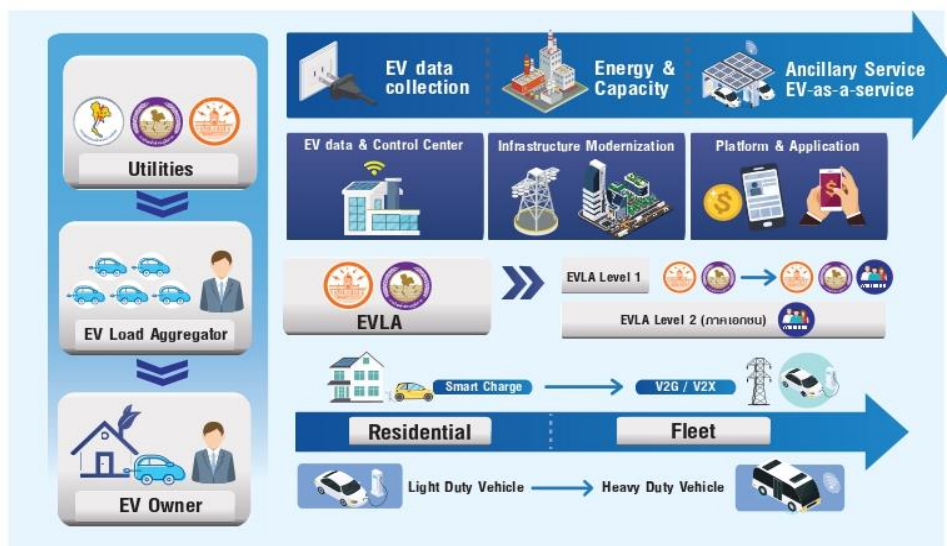 Utilities
EV Load Aggregator
EV Owner
EV data
collection
Energy &
Capacity
Ancillary Service
EV-as-a-service
EV data & Control Center
Infrastructure Modernization
Platform & Application
EVLA
EVLA Level 1
EVLA Level 2 (ภาคเอกชน)
Smart Charge
V2G / V2X
Residential
Fleet
Light Duty Vehicle
Heavy Duty Vehicle